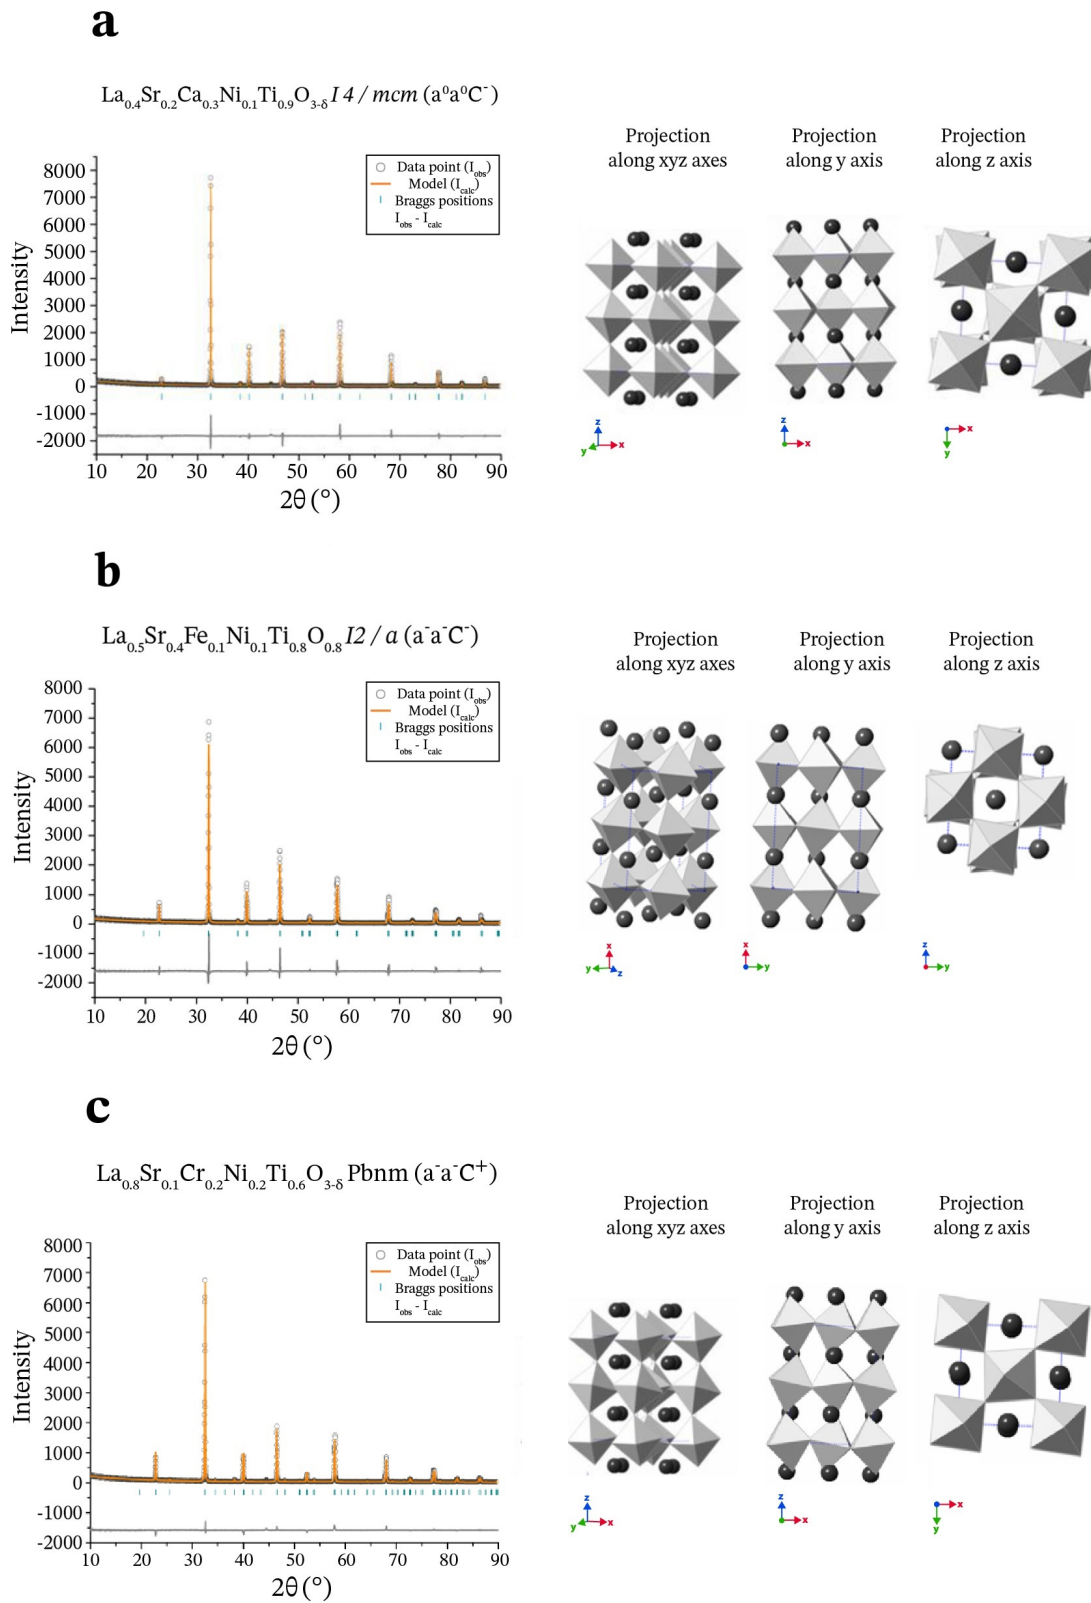 a
La₀.₄Sr₀.₂Ca₀.₃Ni₀.₁Ti₀.₉O₃₋δ I 4 / mcm (a⁰a⁰C⁻)
Projection along xyz axes
Projection along y axis
Projection along z axis
Data point (Iobs)
Model (Icalc)
Braggs positions
Iobs - Icalc
Intensity
8000
7000
6000
5000
4000
3000
2000
1000
0
-1000
-2000
10 20 30 40 50 60 70 80 90
2θ (°)
z
y x
z
x
x
y
b
La₀.₅Sr₀.₄Fe₀.₁Ni₀.₁Ti₀.₈O₀.₈ I2 / a (a⁻a⁻C⁻)
Projection along xyz axes
Projection along y axis
Projection along z axis
Data point (Iobs)
Model (Icalc)
Braggs positions
Iobs - Icalc
Intensity
8000
7000
6000
5000
4000
3000
2000
1000
0
-1000
-2000
10 20 30 40 50 60 70 80 90
2θ (°)
x
y z
x
y
z
y
c
La₀.₈Sr₀.₁Cr₀.₂Ni₀.₂Ti₀.₆O₃₋δ Pbnm (a⁻a⁻C⁺)
Projection along xyz axes
Projection along y axis
Projection along z axis
Data point (Iobs)
Model (Icalc)
Braggs positions
Iobs - Icalc
Intensity
8000
7000
6000
5000
4000
3000
2000
1000
0
-1000
-2000
10 20 30 40 50 60 70 80 90
2θ (°)
z
y x
z
x
x
y